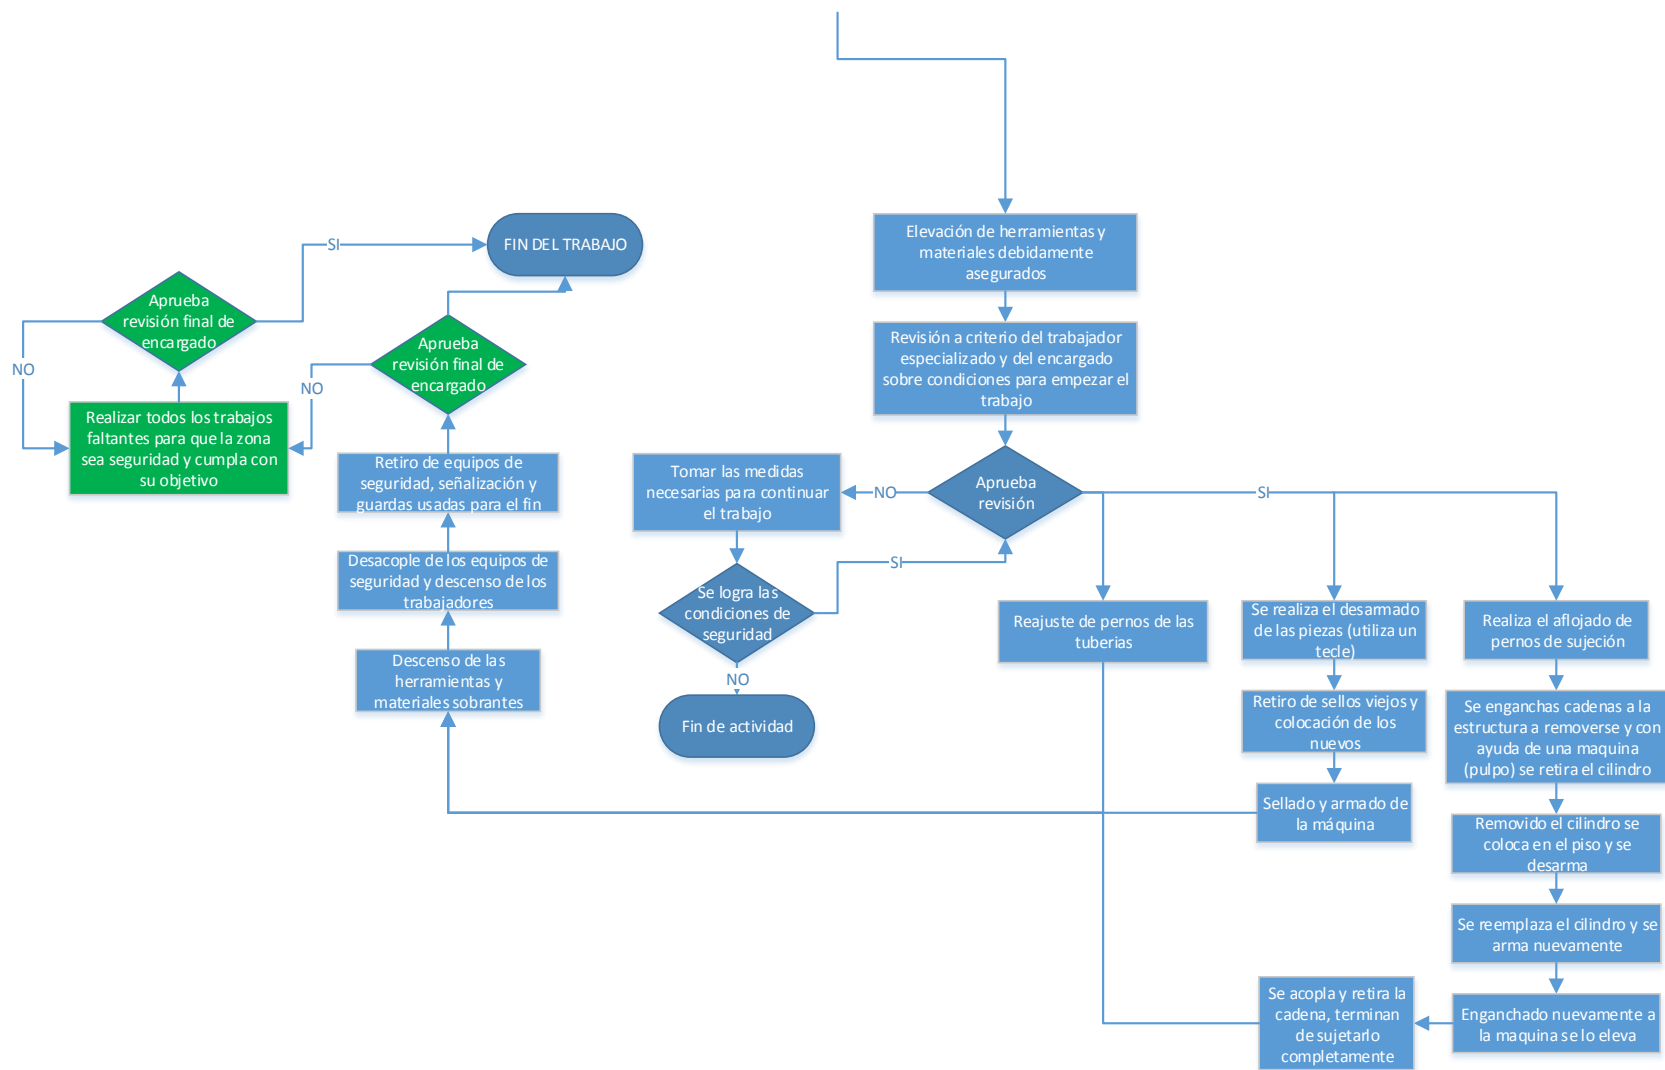 Elevación de herramientas y
materiales debidamente
asegurados
Revisión a criterio del trabajador
especializado y del encargado
sobre condiciones para empezar el
trabajo
Aprueba
revisión
NO
SI
Tomar las medidas
necesarias para continuar
el trabajo
Se logra las
condiciones de
seguridad
SI
NO
Fin de actividad
Reajuste de pernos de las
tuberias
Se realiza el desarmado
de las piezas (utiliza un
tecle)
Retiro de sellos viejos y
colocación de los
nuevos
Sellado y armado de
la máquina
Realiza el aflojado de
pernos de sujeción
Se enganchas cadenas a la
estructura a removerse y con
ayuda de una maquina
(pulpo) se retira el cilindro
Removido el cilindro se
coloca en el piso y se
desarma
Se reemplaza el cilindro y se
arma nuevamente
Enganchado nuevamente a
la maquina se lo eleva
Se acopla y retira la
cadena, terminan
de sujetarlo
completamente
Descenso de las
herramientas y
materiales sobrantes
Desacople de los equipos de
seguridad y descenso de los
trabajadores
Retiro de equipos de
seguridad, señalización y
guardas usadas para el fin
Aprueba
revisión final de
encargado
NO
Realizar todos los trabajos
faltantes para que la zona
sea seguridad y cumpla con
su objetivo
Aprueba
revisión final de
encargado
NO
SI
FIN DEL TRABAJO